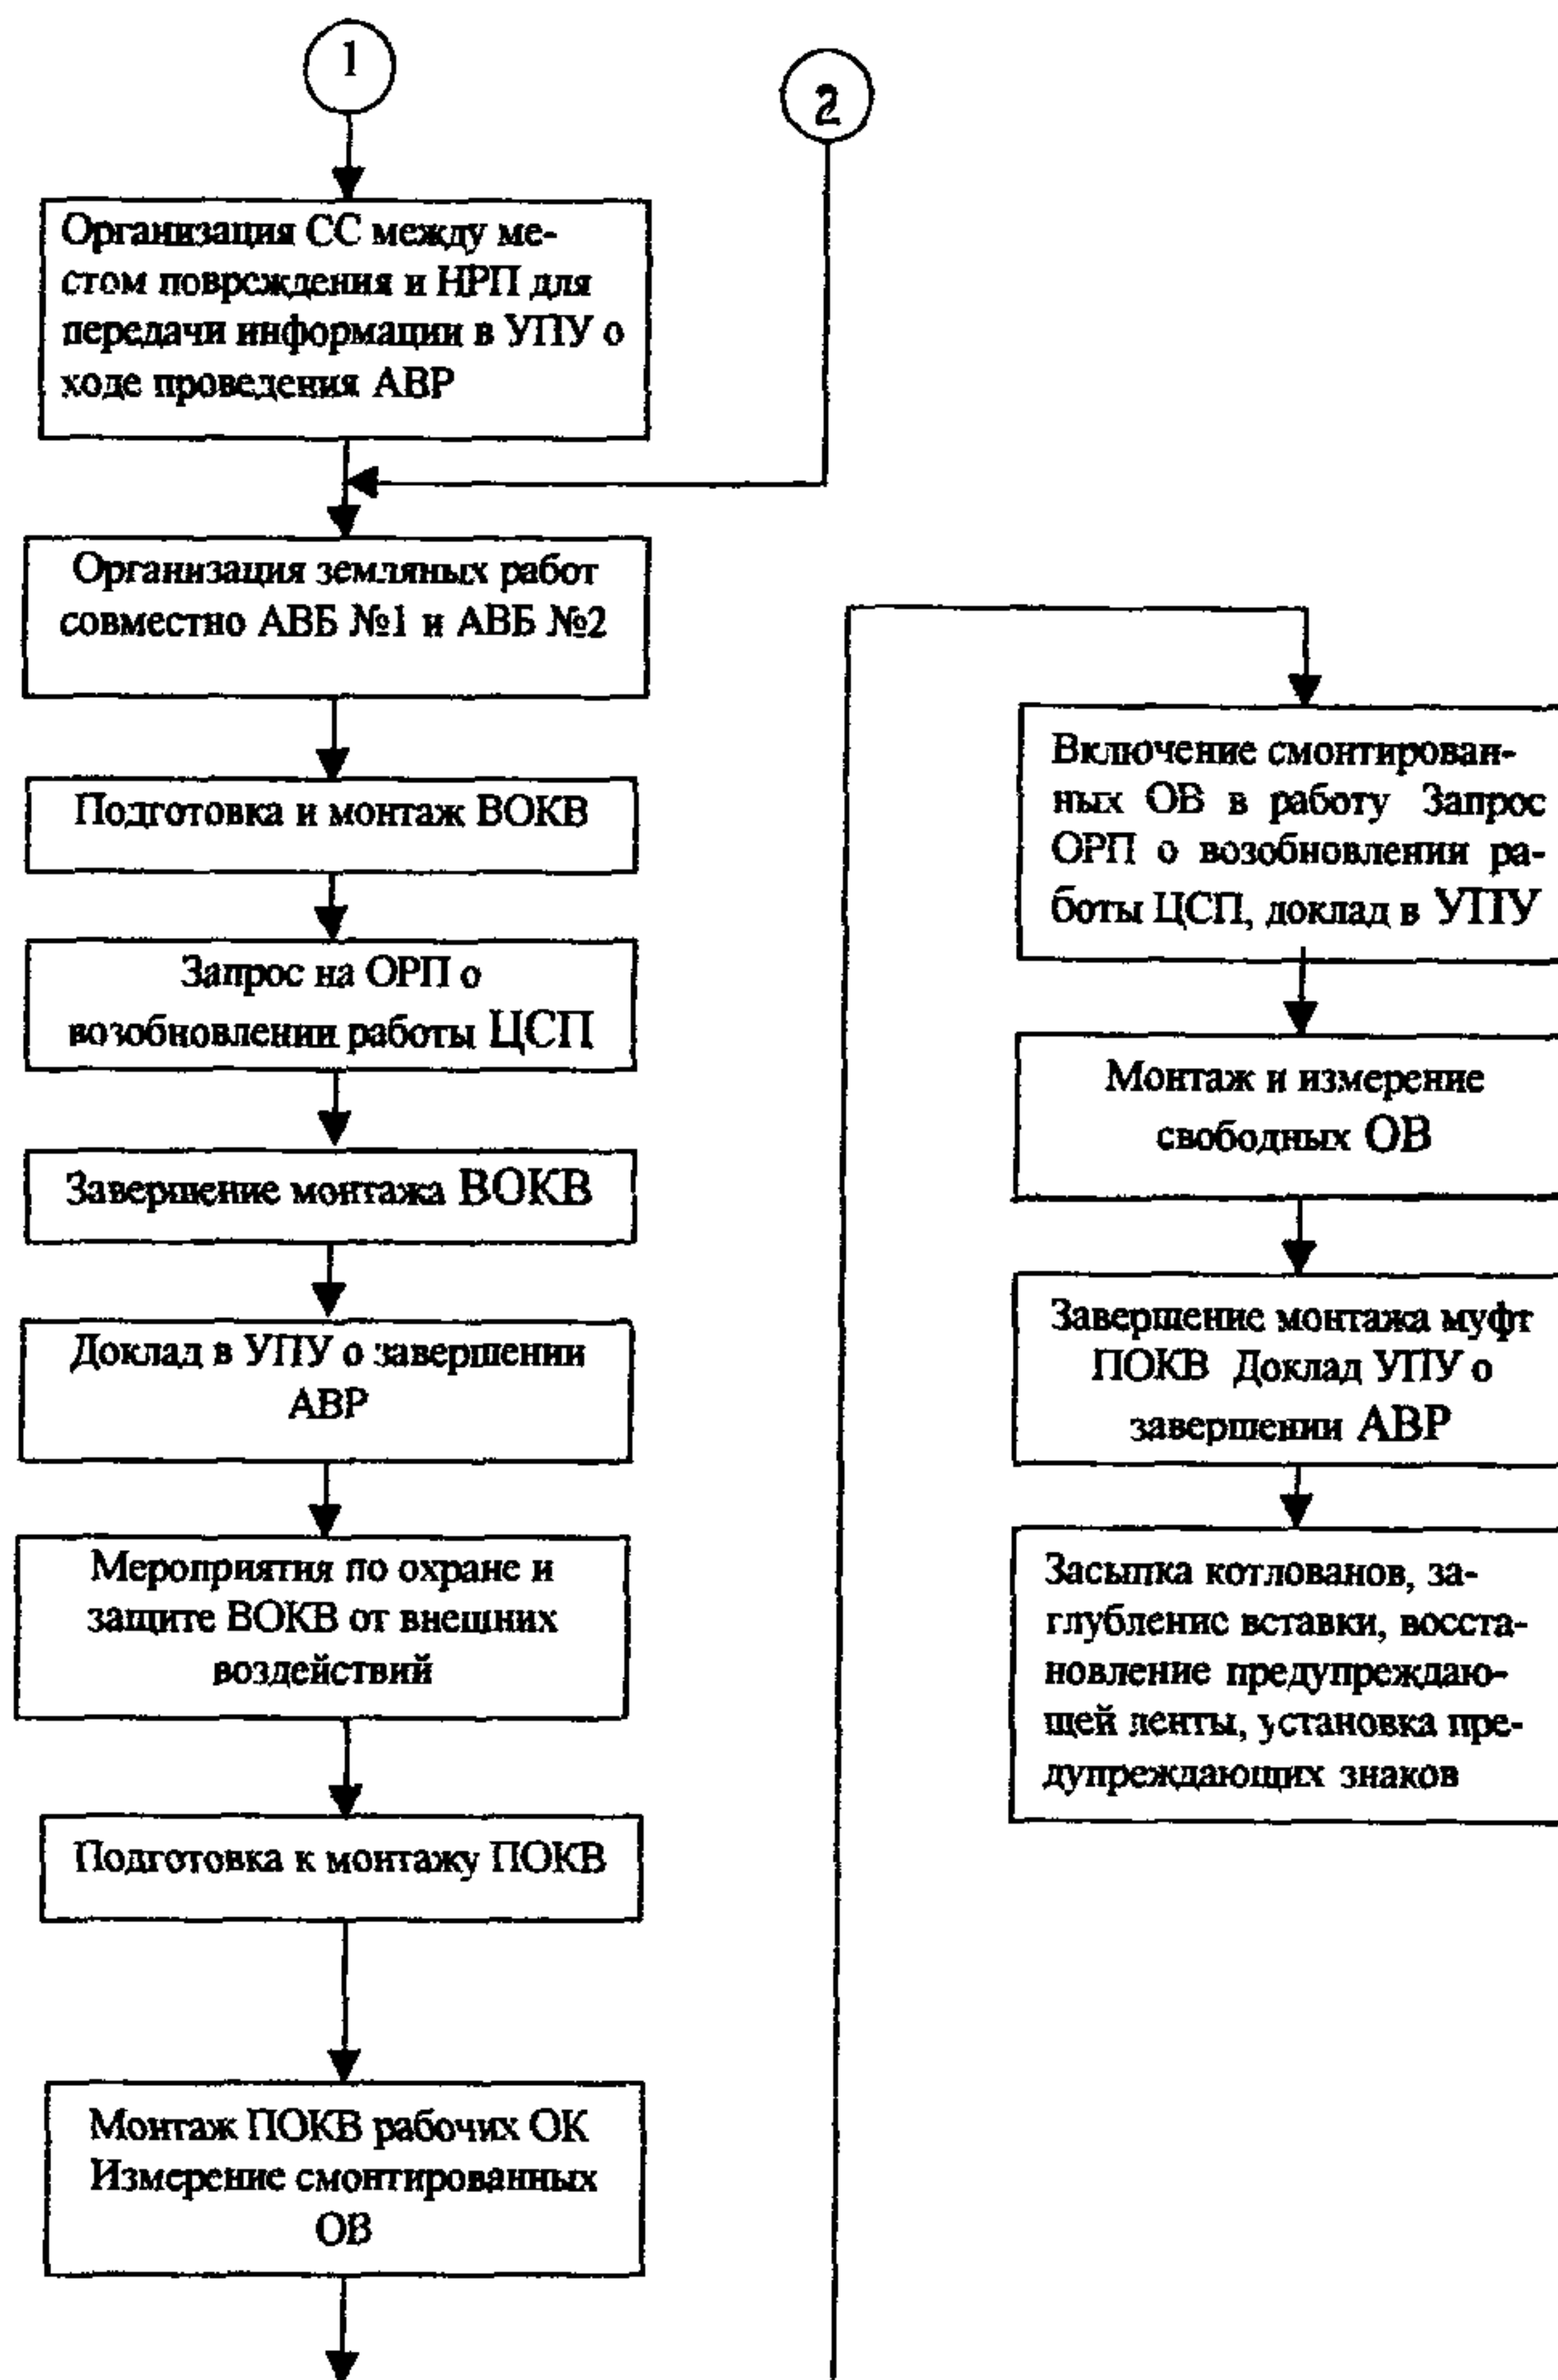 1
2
Организация СС между ме-
стом повреждения и НРП для
передачи информации в УПУ о
ходе проведения АВР
Организация земляных работ
совместно АВБ №1 и АВБ №2
Подготовка и монтаж ВОКВ
Запрос на ОРП о
возобновлении работы ЦСП
Завершение монтажа ВОКВ
Доклад в УПУ о завершении
АВР
Мероприятия по охране и
защите ВОКВ от внешних
воздействий
Подготовка к монтажу ПОКВ
Монтаж ПОКВ рабочих ОК
Измерение смонтированных
ОВ
Включение смонтирован-
ных ОВ в работу Запрос
ОРП о возобновлении ра-
боты ЦСП, доклад в УПУ
Монтаж и измерение
свободных ОВ
Завершение монтажа муфт
ПОКВ Доклад УПУ о
завершении АВР
Засыпка котлованов, за-
глубление вставки, восста-
новление предупреждаю-
щей ленты, установка пре-
дупреждающих знаков